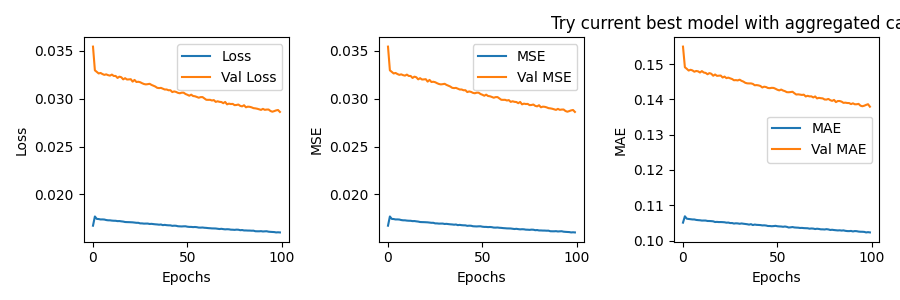 Try current best model with aggregated ca
0.035
0.030
0.025
0.020
Loss
0
50
100
Epochs
Loss
Val Loss
0.035
0.030
0.025
0.020
MSE
0
50
100
Epochs
MSE
Val MSE
0.15
0.14
0.13
0.12
0.11
0.10
MAE
0
50
100
Epochs
MAE
Val MAE